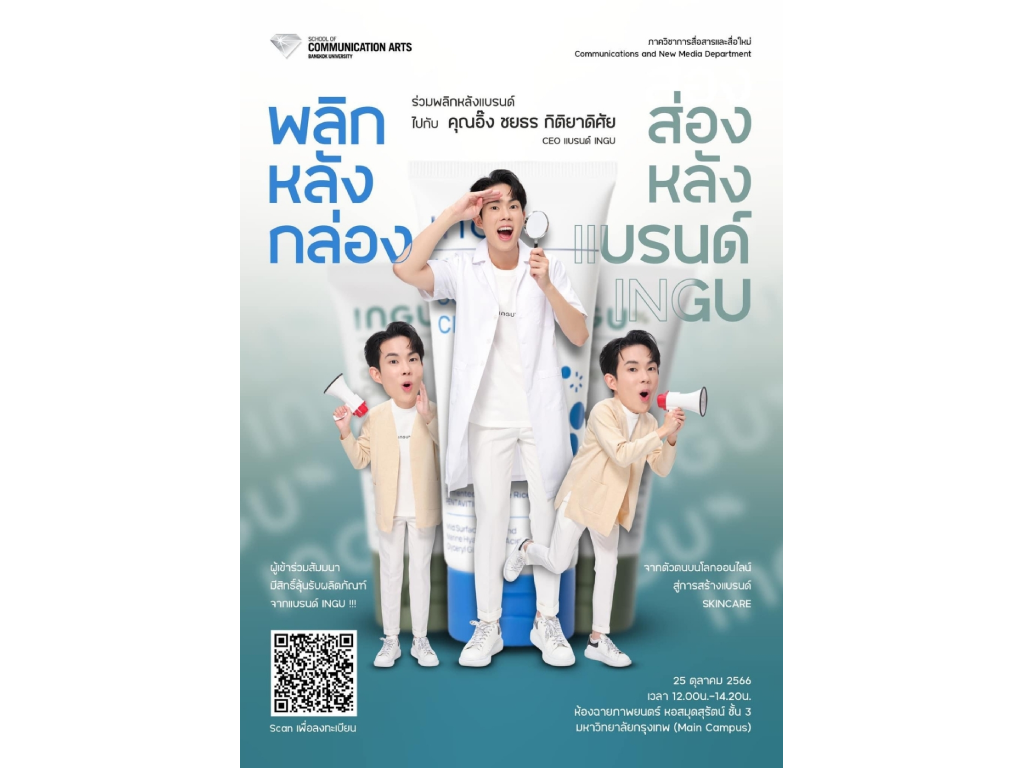 SCHOOL OF
COMMUNICATION ARTS
BANGKOK UNIVERSITY
ภาควิชาการสื่อสารและสื่อใหม่
Communications and New Media Department
ร่วมพลิกหลังแบรนด์
ไปกับ คุณอิ๊ง ชยธร กิติยาดิศัย
CEO แบรนด์ INGU
พลิก
หลัง
กล่อง
ส่อง
หลัง
แบรนด์
INGU
INGU
INGU
ผู้เข้าร่วมสัมมนา
มีสิทธิ์ลุ้นรับผลิตภัณฑ์
จากแบรนด์ INGU !!!
จากตัวตนบนโลกออนไลน์
สู่การสร้างแบรนด์
SKINCARE
Scan เพื่อลงทะเบียน
25 ตุลาคม 2566
เวลา 12.00น.-14.20น.
ห้องฉายภาพยนตร์ หอสมุดสุรัตน์ ชั้น 3
มหาวิทยาลัยกรุงเทพ (Main Campus)